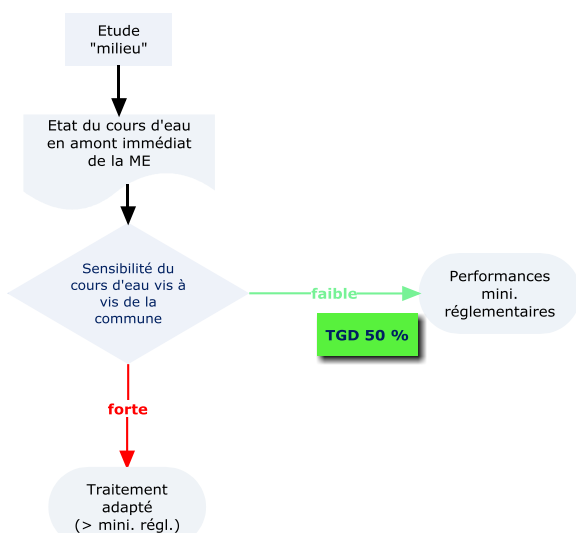 Etude
"milieu"
Etat du cours d'eau
en amont immédiat
de la ME
Sensibilité du
cours d'eau vis à
vis de la
commune
faible
Performances
mini.
réglementaires
TGD 50 %
forte
Traitement
adapté
(> mini. régl.)